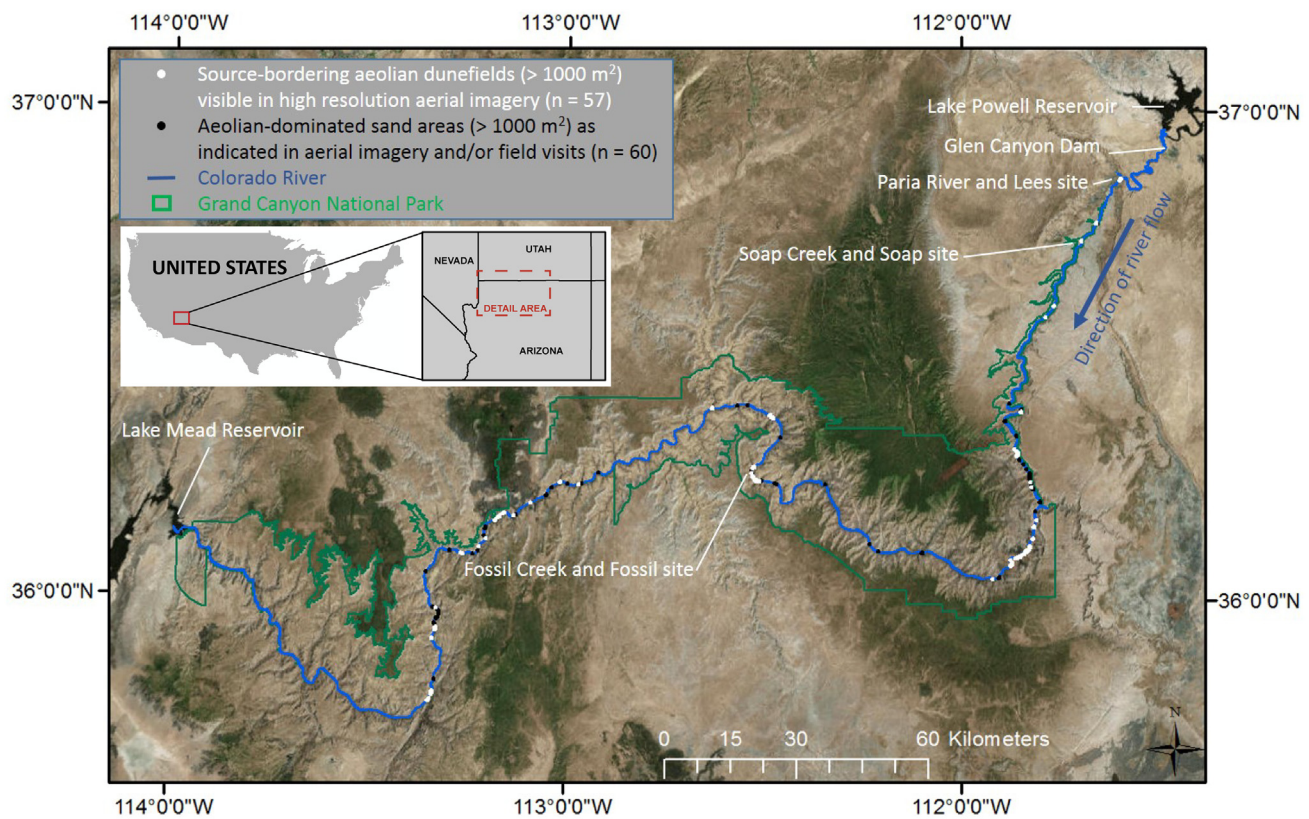 114°0'0"W 113°0'0"W 112°0'0"W
Source-bordering aeolian dunefields (> 1000 m²)
visible in high resolution aerial imagery (n = 57)
Aeolian-dominated sand areas (> 1000 m²) as
indicated in aerial imagery and/or field visits (n = 60)
Colorado River
Grand Canyon National Park
37°0'0"N
37°0'0"N
Lake Powell Reservoir
Glen Canyon Dam
Paria River and Lees site
Soap Creek and Soap site
Direction of river flow
UNITED STATES
NEVADA
UTAH
DETAIL AREA
ARIZONA
Lake Mead Reservoir
Fossil Creek and Fossil site
36°0'0"N
36°0'0"N
N
0 15 30 60 Kilometers
114°0'0"W 113°0'0"W 112°0'0"W